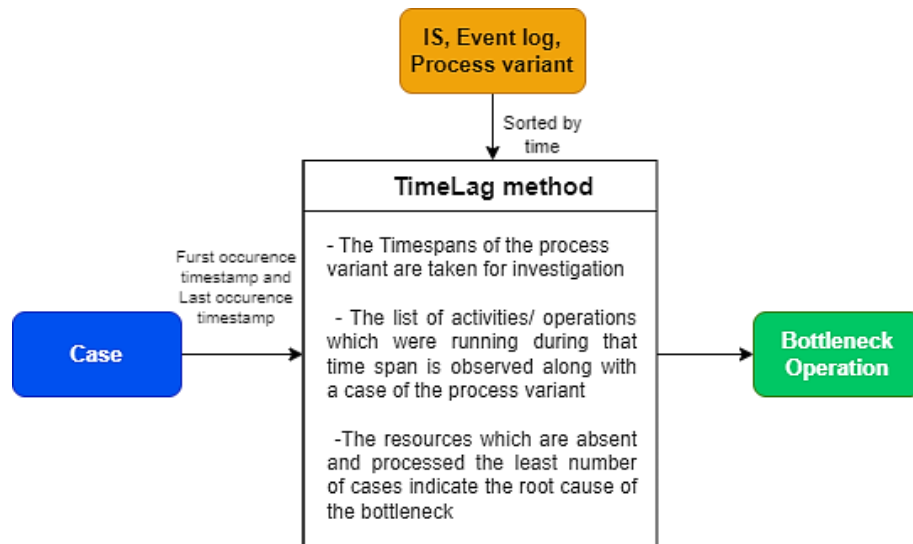 IS, Event log,
Process variant
Sorted by
time
TimeLag method
Furst occurence
timestamp and
Last occurence
timestamp
Case
- The Timespans of the process
variant are taken for investigation
- The list of activities/ operations
which were running during that
time span is observed along with
a case of the process variant
-The resources which are absent
and processed the least number
of cases indicate the root cause of
the bottleneck
Bottleneck
Operation